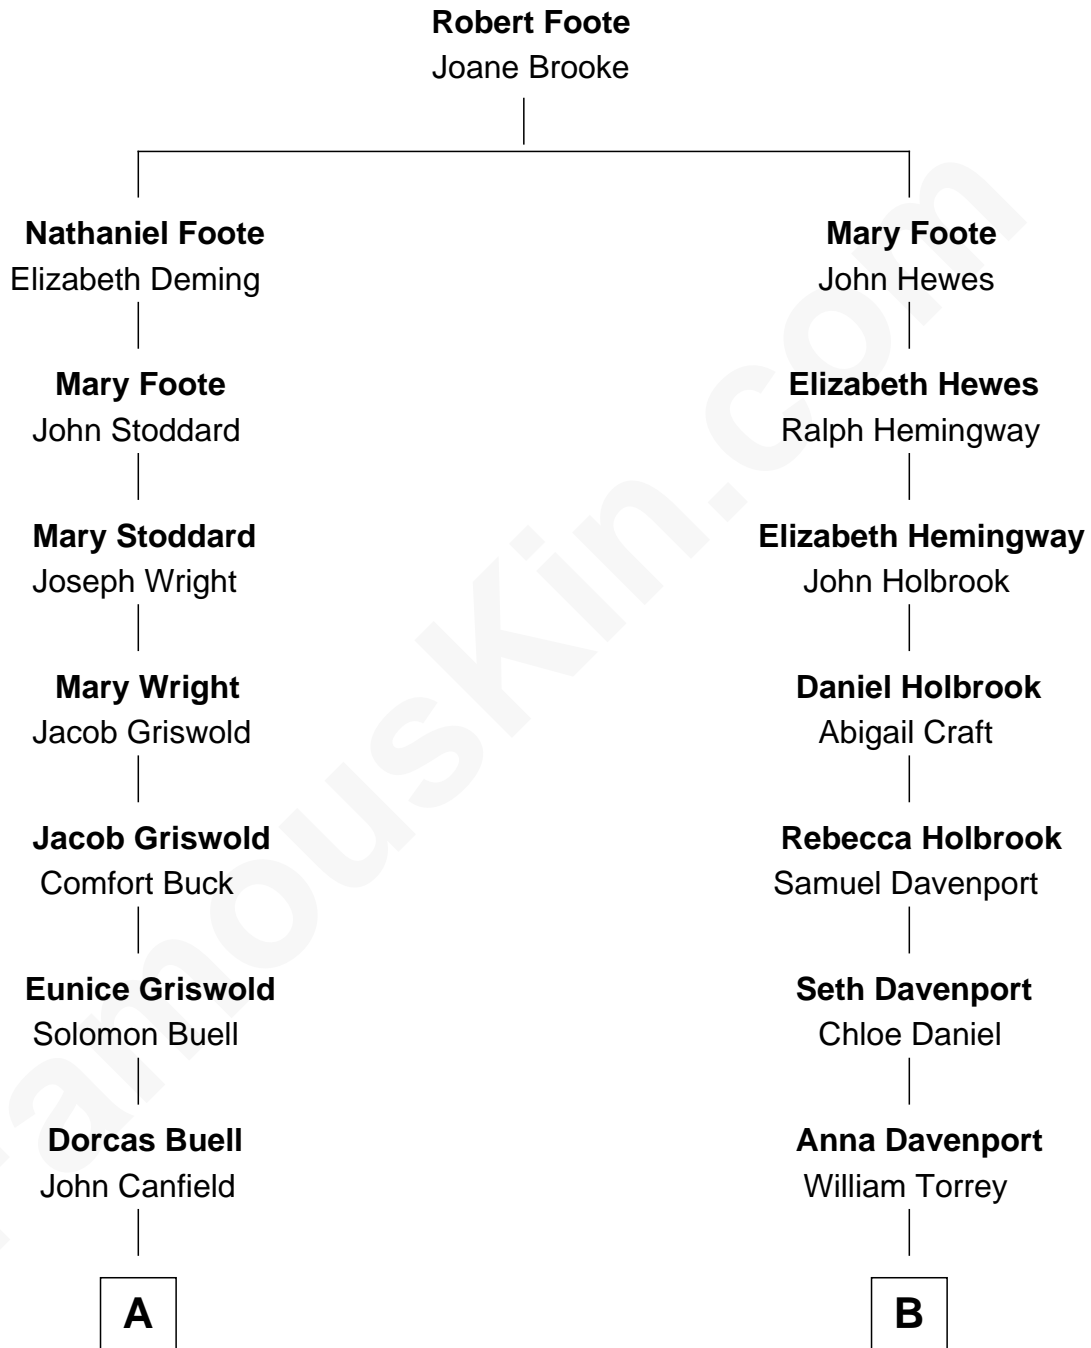 Robert Foote
Joane Brooke
Nathaniel Foote
Elizabeth Deming
Mary Foote
John Stoddard
Mary Stoddard
Joseph Wright
Mary Wright
Jacob Griswold
Jacob Griswold
Comfort Buck
Eunice Griswold
Solomon Buell
Dorcas Buell
John Canfield
A
Mary Foote
John Hewes
Elizabeth Hewes
Ralph Hemingway
Elizabeth Hemingway
John Holbrook
Daniel Holbrook
Abigail Craft
Rebecca Holbrook
Samuel Davenport
Seth Davenport
Chloe Daniel
Anna Davenport
William Torrey
B
FamousKin.com